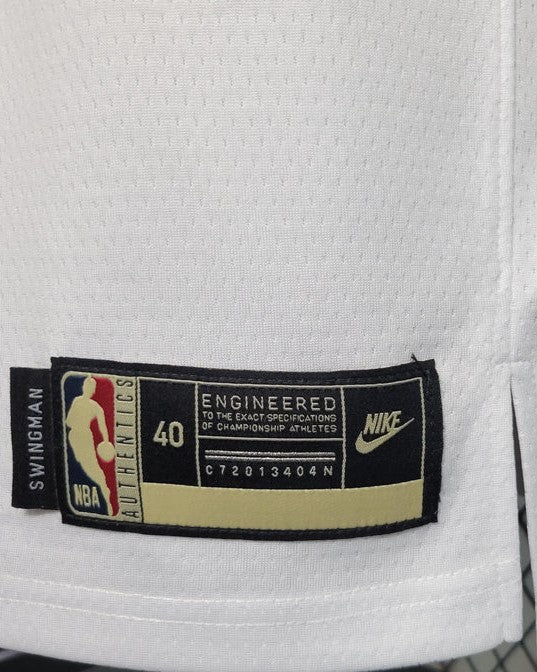 SWINGMAN
NBA
AUTHENTICS
40
ENGINEERED
TO THE EXACT SPECIFICATIONS
OF CHAMPIONSHIP ATHLETES
C72013404N
NIKE